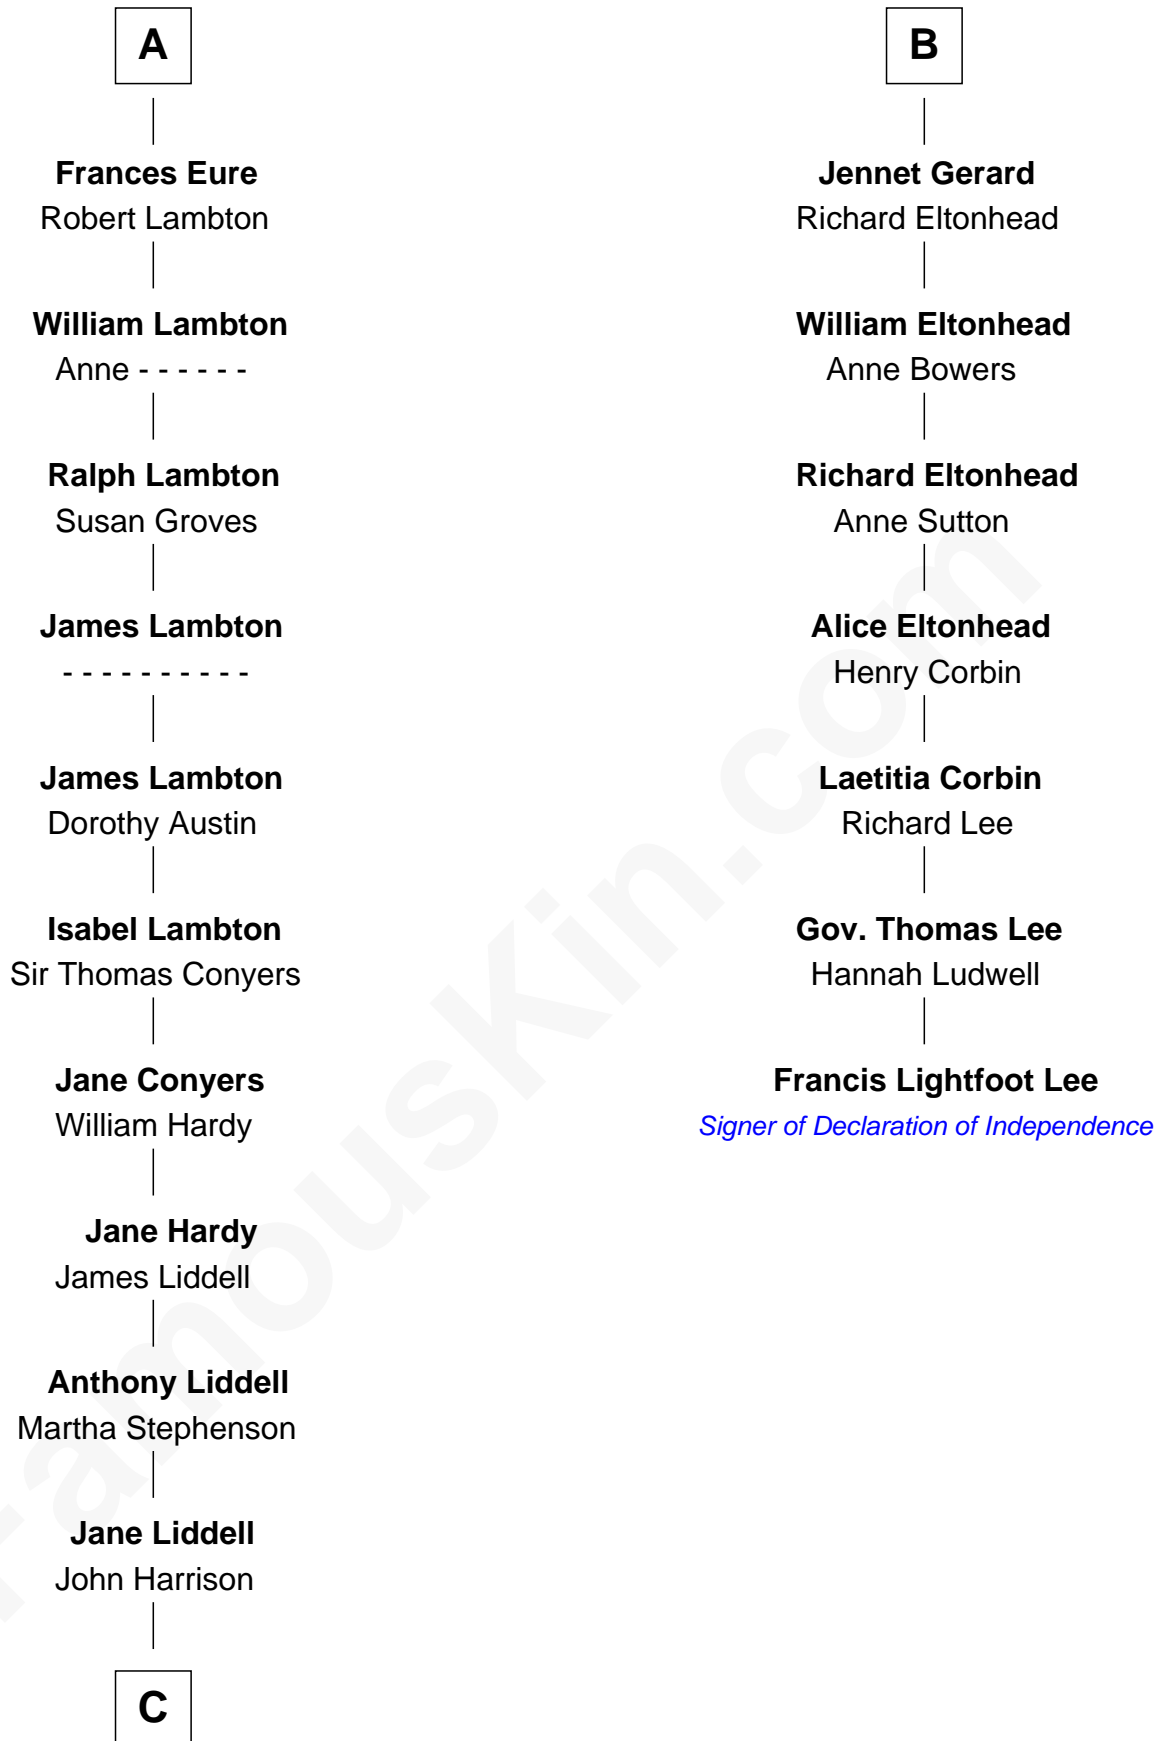 A
Frances Eure
Robert Lambton
William Lambton
Anne - - - - - -
Ralph Lambton
Susan Groves
James Lambton
- - - - - - - - - -
James Lambton
Dorothy Austin
Isabel Lambton
Sir Thomas Conyers
Jane Conyers
William Hardy
Jane Hardy
James Liddell
Anthony Liddell
Martha Stephenson
Jane Liddell
John Harrison
C
B
Jennet Gerard
Richard Eltonhead
William Eltonhead
Anne Bowers
Richard Eltonhead
Anne Sutton
Alice Eltonhead
Henry Corbin
Laetitia Corbin
Richard Lee
Gov. Thomas Lee
Hannah Ludwell
Francis Lightfoot Lee
Signer of Declaration of Independence
FamousKin.com